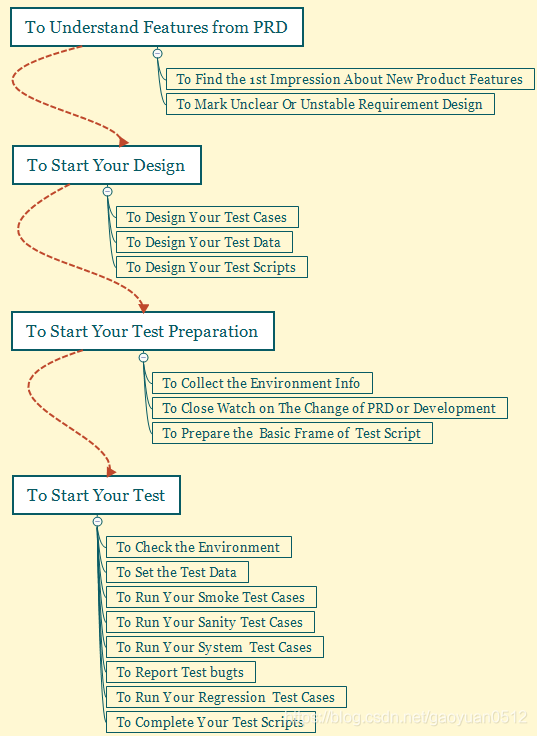 To Understand Features from PRD
To Find the 1st Impression About New Product Features
To Mark Unclear Or Unstable Requirement Design
To Start Your Design
To Design Your Test Cases
To Design Your Test Data
To Design Your Test Scripts
To Start Your Test Preparation
To Collect the Environment Info
To Close Watch on The Change of PRD or Development
To Prepare the Basic Frame of Test Script
To Start Your Test
To Check the Environment
To Set the Test Data
To Run Your Smoke Test Cases
To Run Your Sanity Test Cases
To Run Your System Test Cases
To Report Test bugts
To Run Your Regression Test Cases
To Complete Your Test Scripts
https://blog.csdn.net/gaoyuan0512